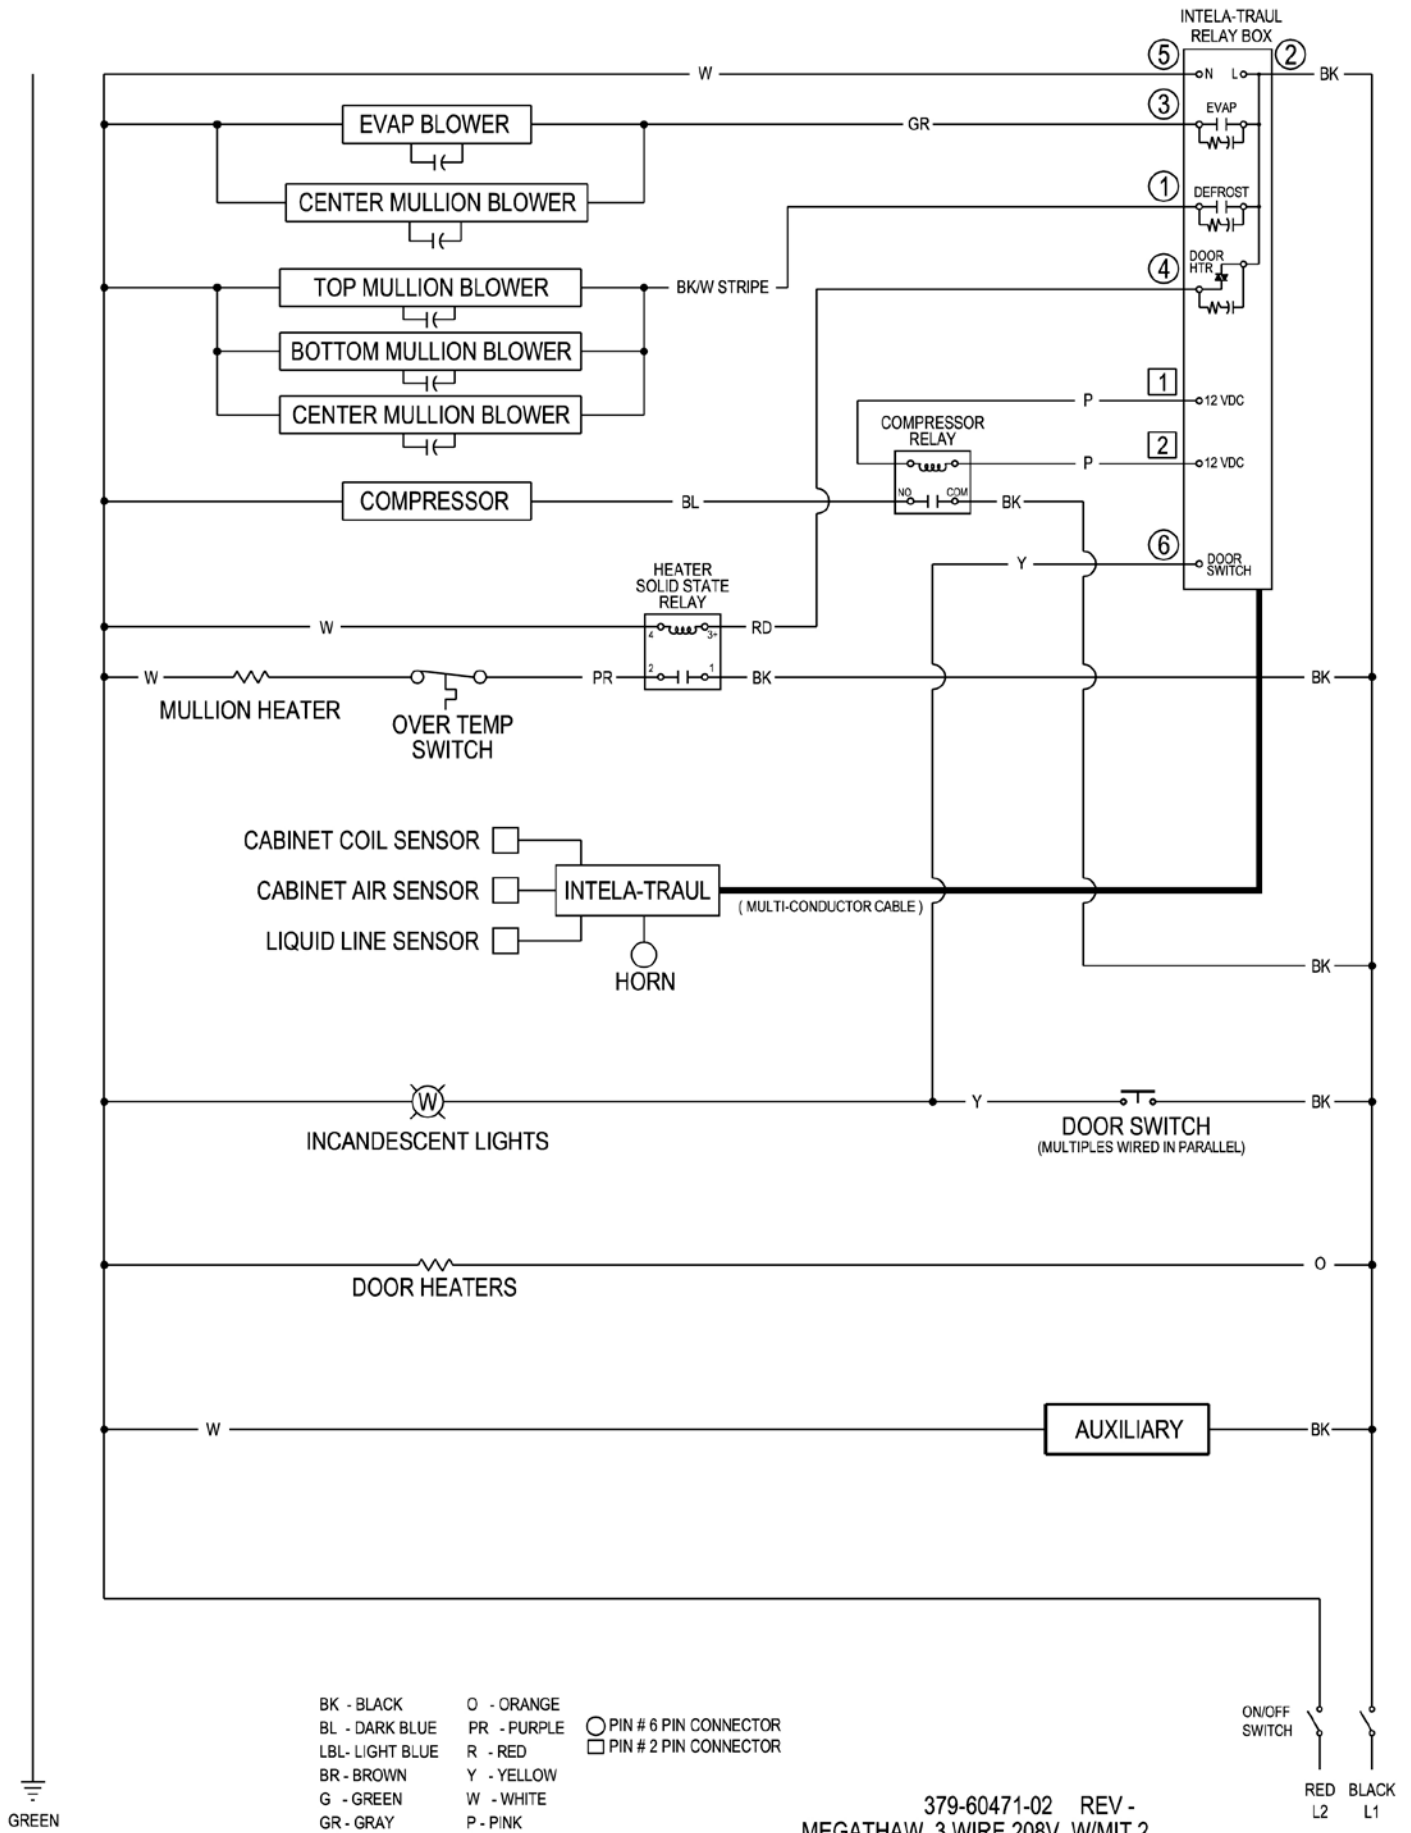 INTELA-TRAUL
RELAY BOX
5
2
W
N L
BK
3
EVAP
EVAP BLOWER
GR
1
DEFROST
CENTER MULLION BLOWER
4
DOOR
HTR
TOP MULLION BLOWER
BK/W STRIPE
BOTTOM MULLION BLOWER
1
P
12 VDC
CENTER MULLION BLOWER
COMPRESSOR
RELAY
2
P
12 VDC
COMPRESSOR
BL
NO
COM
BK
6
Y
DOOR
SWITCH
HEATER
SOLID STATE
RELAY
W
4
3+
RD
W
PR
2
1
BK
BK
MULLION HEATER
OVER TEMP
SWITCH
CABINET COIL SENSOR
CABINET AIR SENSOR
INTELA-TRAUL
( MULTI-CONDUCTOR CABLE )
LIQUID LINE SENSOR
HORN
BK
W
Y
BK
INCANDESCENT LIGHTS
DOOR SWITCH
(MULTIPLES WIRED IN PARALLEL)
O
DOOR HEATERS
W
AUXILIARY
BK
BK - BLACK O - ORANGE
BL - DARK BLUE PR - PURPLE PIN # 6 PIN CONNECTOR
LBL- LIGHT BLUE R - RED PIN # 2 PIN CONNECTOR
BR - BROWN Y - YELLOW
G - GREEN W - WHITE
GR - GRAY P - PINK
ON/OFF
SWITCH
RED BLACK
L2 L1
GREEN
379-60471-02 REV -
MEGATHAW, 3 WIRE 208V, W/MIT 2